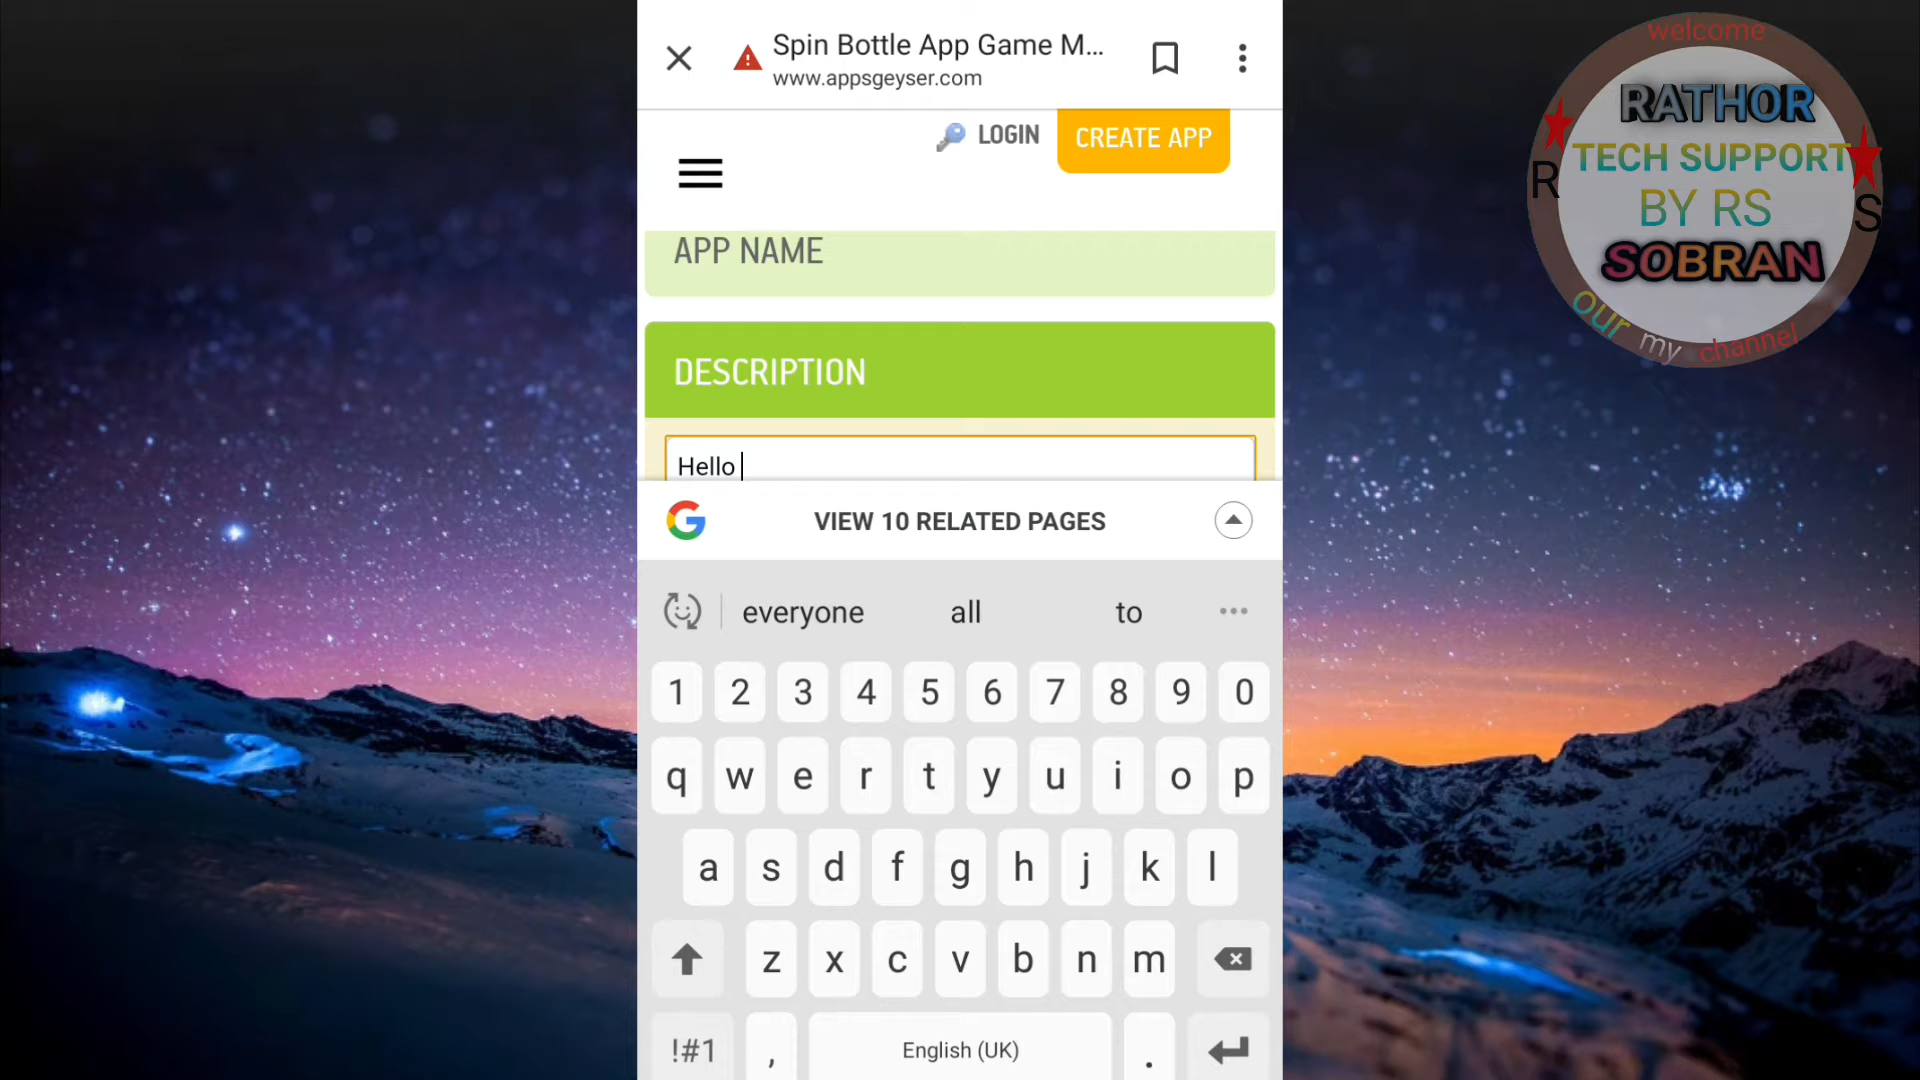 Spin Bottle App Game M...
www.appsgeyser.com
LOGIN
CREATE APP
APP NAME
DESCRIPTION
Hello
VIEW 10 RELATED PAGES
everyone all to
1 2 3 4 5 6 7 8 9 0
q w e r t y u i o p
a s d f g h j k l
z x c v b n m
!#1 , English (UK) .
welcome
RATHOR
TECH SUPPORT
R BY RS S
SOBRAN
our my channel